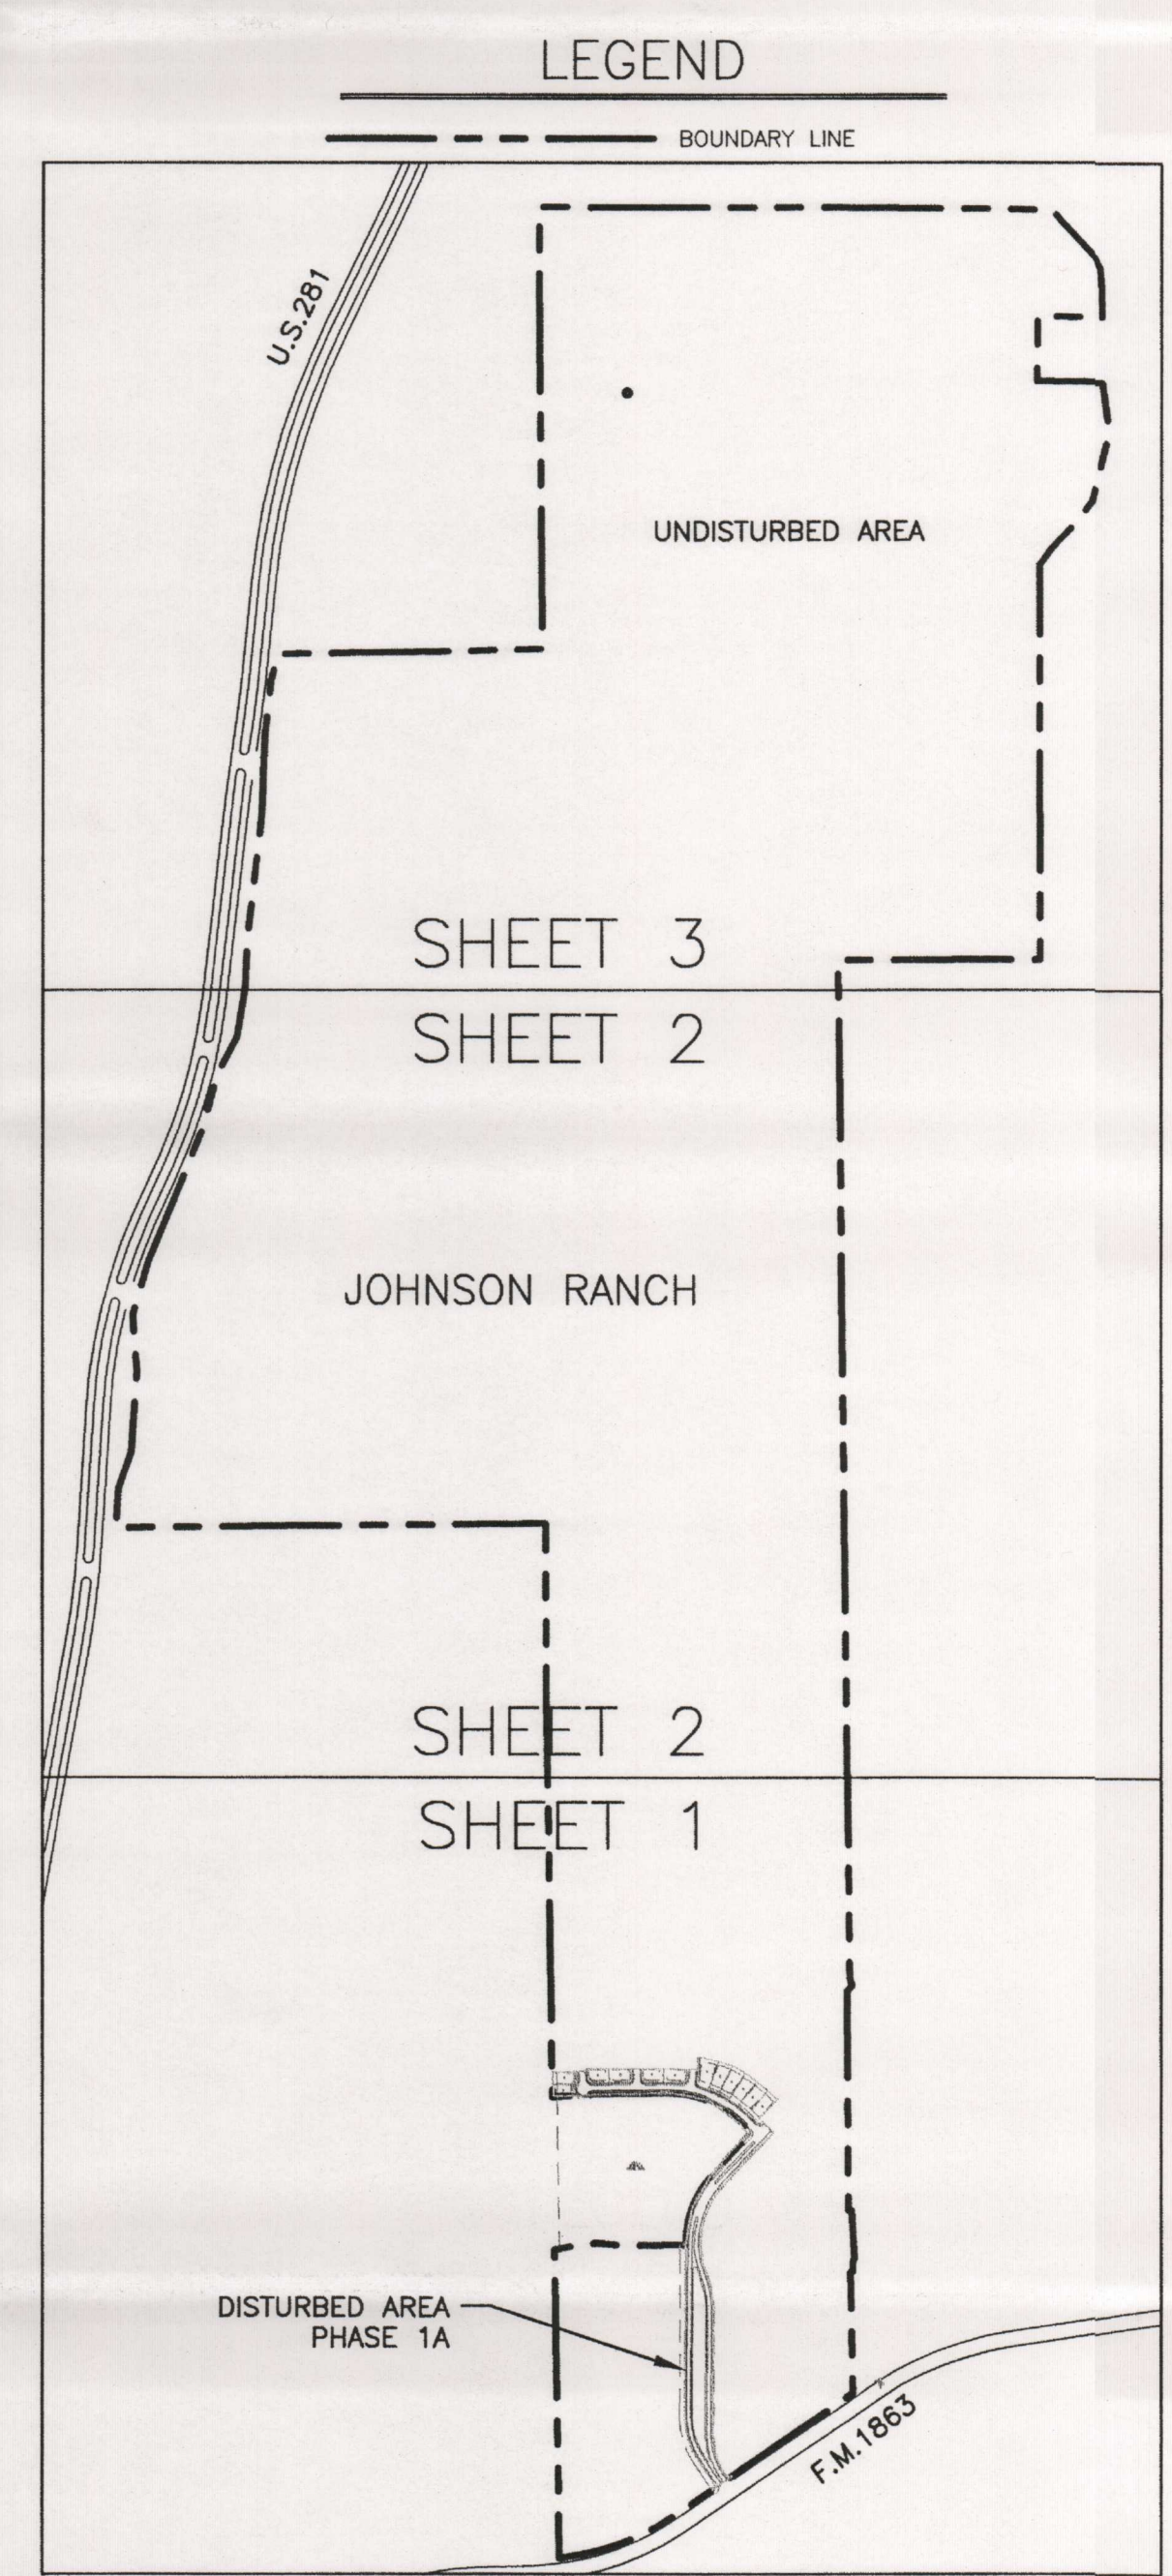 LEGEND
BOUNDARY LINE
U.S.281
UNDISTURBED AREA
SHEET 3
SHEET 2
JOHNSON RANCH
SHEET 2
SHEET 1
DISTURBED AREA
PHASE 1A
F.M.1863